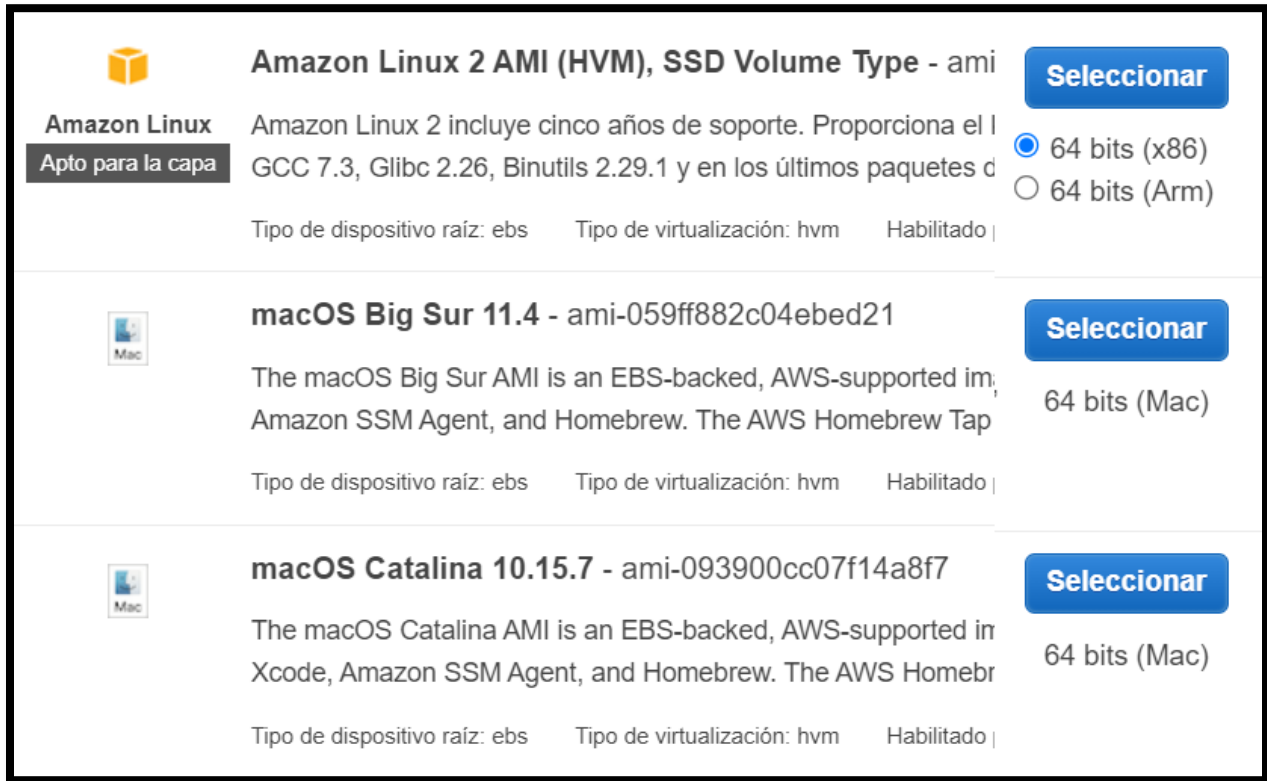 Amazon Linux
Apto para la capa
Amazon Linux 2 AMI (HVM), SSD Volume Type - ami
Amazon Linux 2 incluye cinco años de soporte. Proporciona el
GCC 7.3, Glibc 2.26, Binutils 2.29.1 y en los últimos paquetes d
Tipo de dispositivo raíz: ebs Tipo de virtualización: hvm Habilitado
Seleccionar
64 bits (x86)
64 bits (Arm)
Mac
macOS Big Sur 11.4 - ami-059ff882c04ebed21
The macOS Big Sur AMI is an EBS-backed, AWS-supported
Amazon SSM Agent, and Homebrew. The AWS Homebrew Tap
Tipo de dispositivo raíz: ebs Tipo de virtualización: hvm Habilitado
Seleccionar
64 bits (Mac)
Mac
macOS Catalina 10.15.7 - ami-093900cc07f14a8f7
The macOS Catalina AMI is an EBS-backed, AWS-supported
Xcode, Amazon SSM Agent, and Homebrew. The AWS Homebr
Tipo de dispositivo raíz: ebs Tipo de virtualización: hvm Habilitado
Seleccionar
64 bits (Mac)